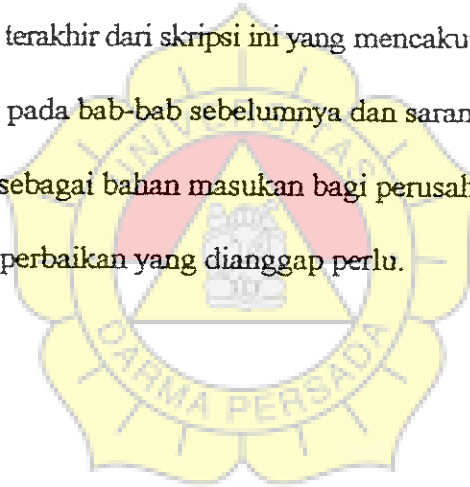 terakhir dari skripsi ini yang mencaku
pada bab-bab sebelumnya dan saran
UNIVERSITAS
sebagai bahan masukan bagi perusah
perbaikan yang dianggap perlu.
DARMA PERSADA